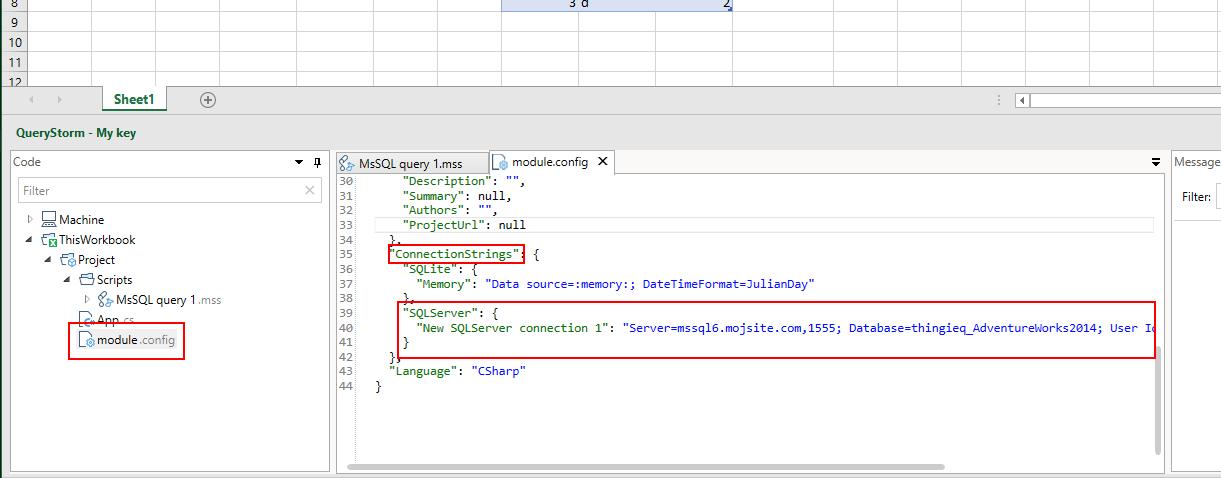 8 3 d 2
9
10
11
12
Sheet1
QueryStorm - My key
Code
Filter
Machine
ThisWorkbook
Project
Scripts
MsSQL query 1.mss
App.cs
module.config
MsSQL query 1.mss
module.config
30 "Description": "",
31 "Summary": null,
32 "Authors": "",
33 "ProjectUrl": null
34 },
35 "ConnectionStrings": {
36 "SQLite": {
37 "Memory": "Data source=:memory:; DateTimeFormat=JulianDay"
38 },
39 "SQLServer": {
40 "New SQLServer connection 1": "Server=mssql6.mojsite.com,1555; Database=thingieq_AdventureWorks2014; User
41 }
42 },
43 "Language": "CSharp"
44 }
Message
Filter: